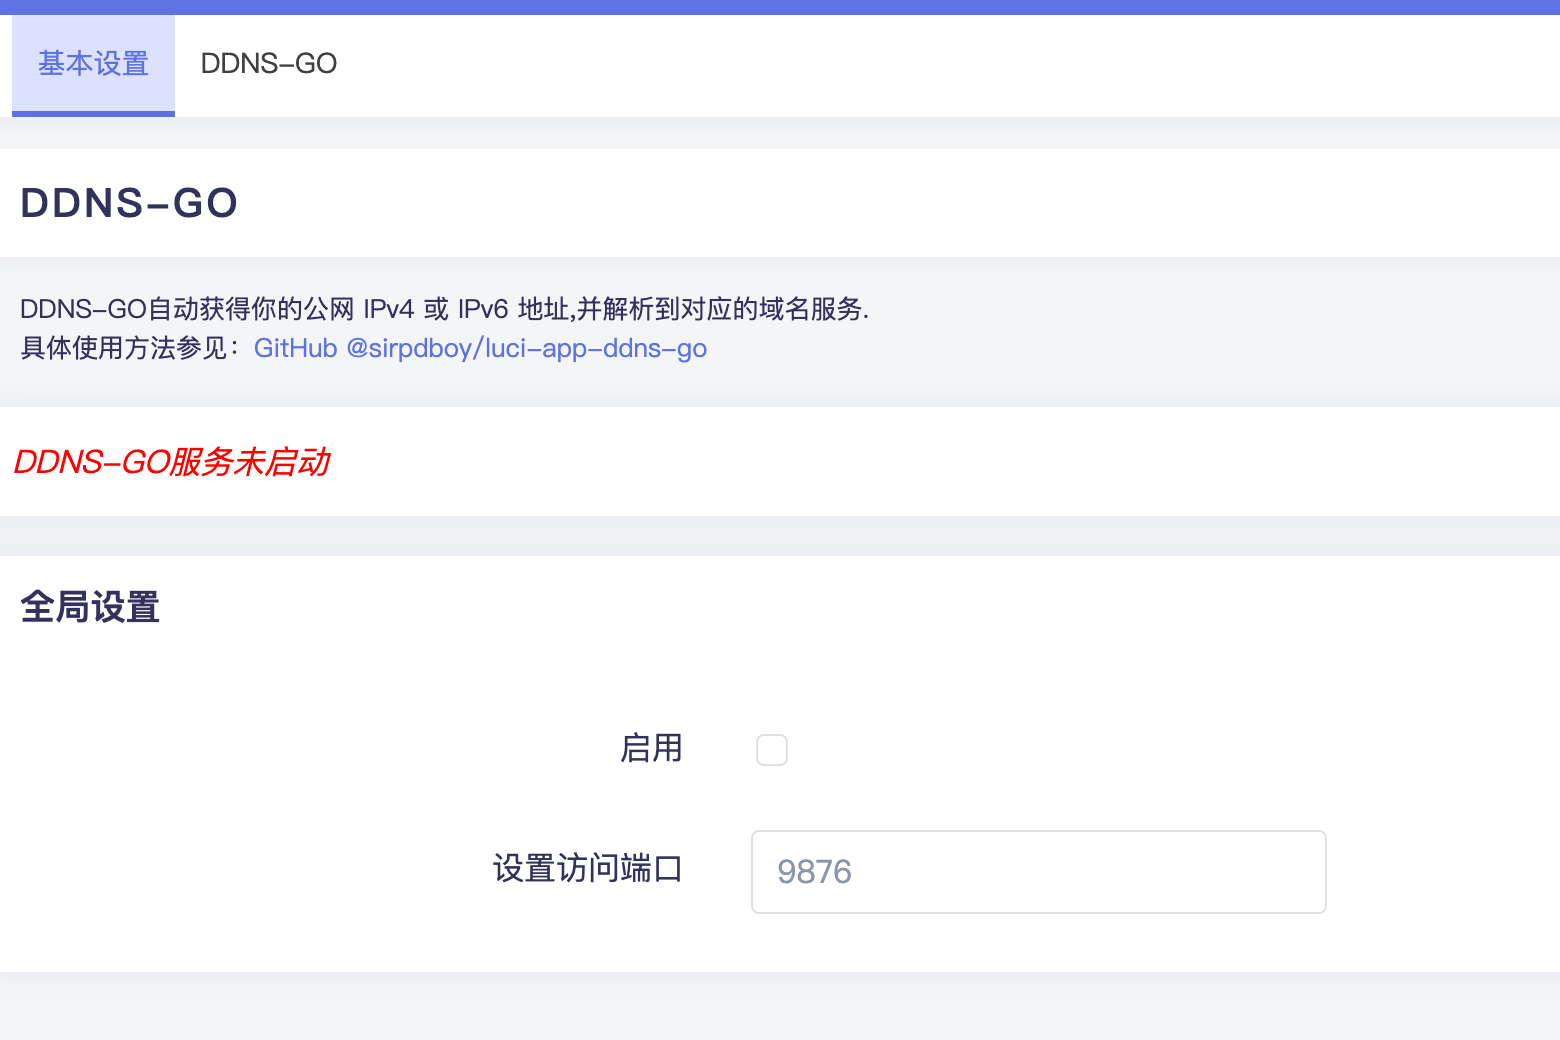 基本设置 DDNS-GO
DDNS-GO
DDNS-GO自动获得你的公网 IPv4 或 IPv6 地址,并解析到对应的域名服务.
具体使用方法参见：GitHub @sirpdboy/luci-app-ddns-go
DDNS-GO服务未启动
全局设置
启用
设置访问端口 9876